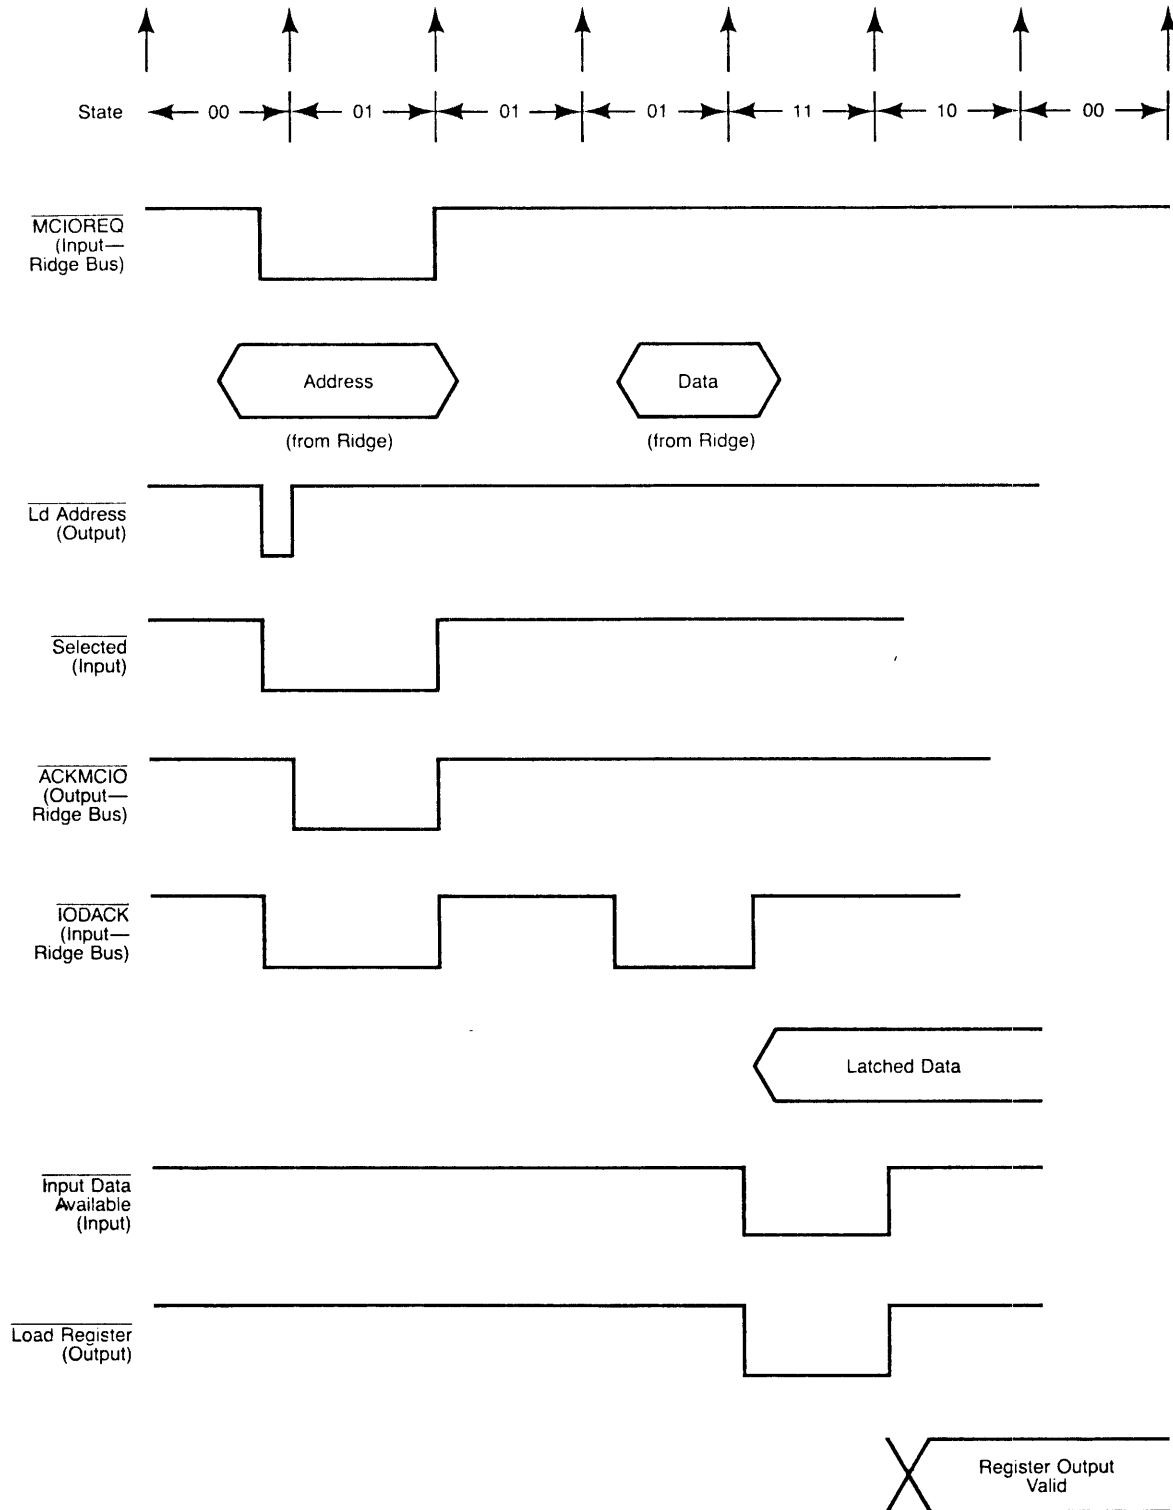 State 00 01 01 01 11 10 00
MCIOREQ
(Input—
Ridge Bus)
Address
Data
(from Ridge)
(from Ridge)
Ld Address
(Output)
Selected
(Input)
ACKMCIO
(Output—
Ridge Bus)
IODACK
(Input—
Ridge Bus)
Latched Data
Input Data
Available
(Input)
Load Register
(Output)
Register Output
Valid